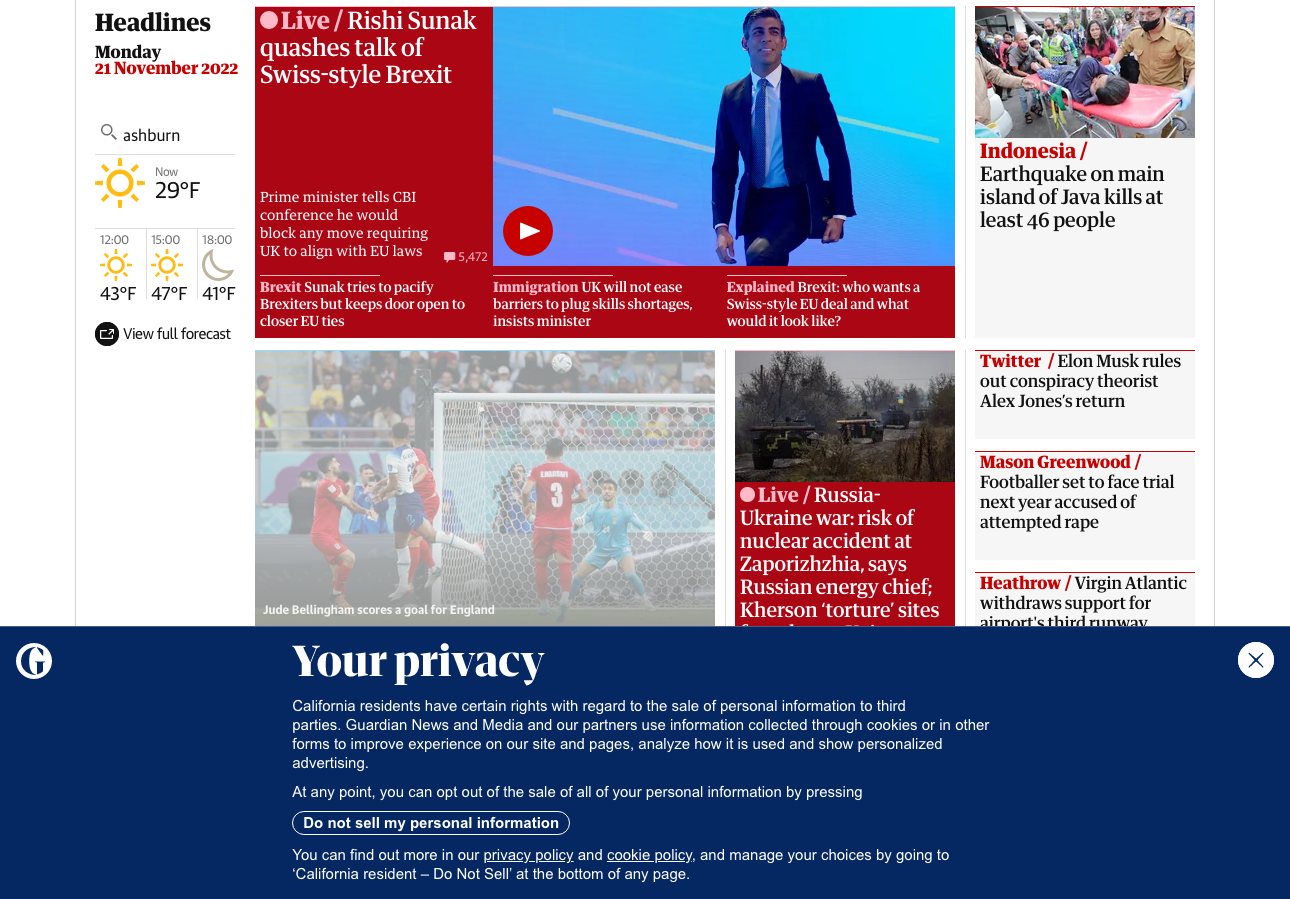 Headlines
Monday
21 November 2022
ashburn
Now
29°F
12:00
15:00
18:00
43°F
47°F
41°F
View full forecast
Live / Rishi Sunak
quashes talk of
Swiss-style Brexit
Prime minister tells CBI
conference he would
block any move requiring
UK to align with EU laws
5,472
Brexit Sunak tries to pacify
Brexiters but keeps door open to
closer EU ties
Immigration UK will not ease
barriers to plug skills shortages,
insists minister
Explained Brexit: who wants a
Swiss-style EU deal and what
would it look like?
Indonesia /
Earthquake on main
island of Java kills at
least 46 people
3
Jude Bellingham scores a goal for England
Live / Russia-
Ukraine war: risk of
nuclear accident at
Zaporizhzhia, says
Russian energy chief;
Kherson ‘torture’ sites
Twitter / Elon Musk rules
out conspiracy theorist
Alex Jones’s return
Mason Greenwood /
Footballer set to face trial
next year accused of
attempted rape
Heathrow / Virgin Atlantic
withdraws support for
airport's third runway
Your privacy
California residents have certain rights with regard to the sale of personal information to third
parties. Guardian News and Media and our partners use information collected through cookies or in other
forms to improve experience on our site and pages, analyze how it is used and show personalized
advertising.
At any point, you can opt out of the sale of all of your personal information by pressing
Do not sell my personal information
You can find out more in our privacy policy and cookie policy, and manage your choices by going to
‘California resident – Do Not Sell’ at the bottom of any page.